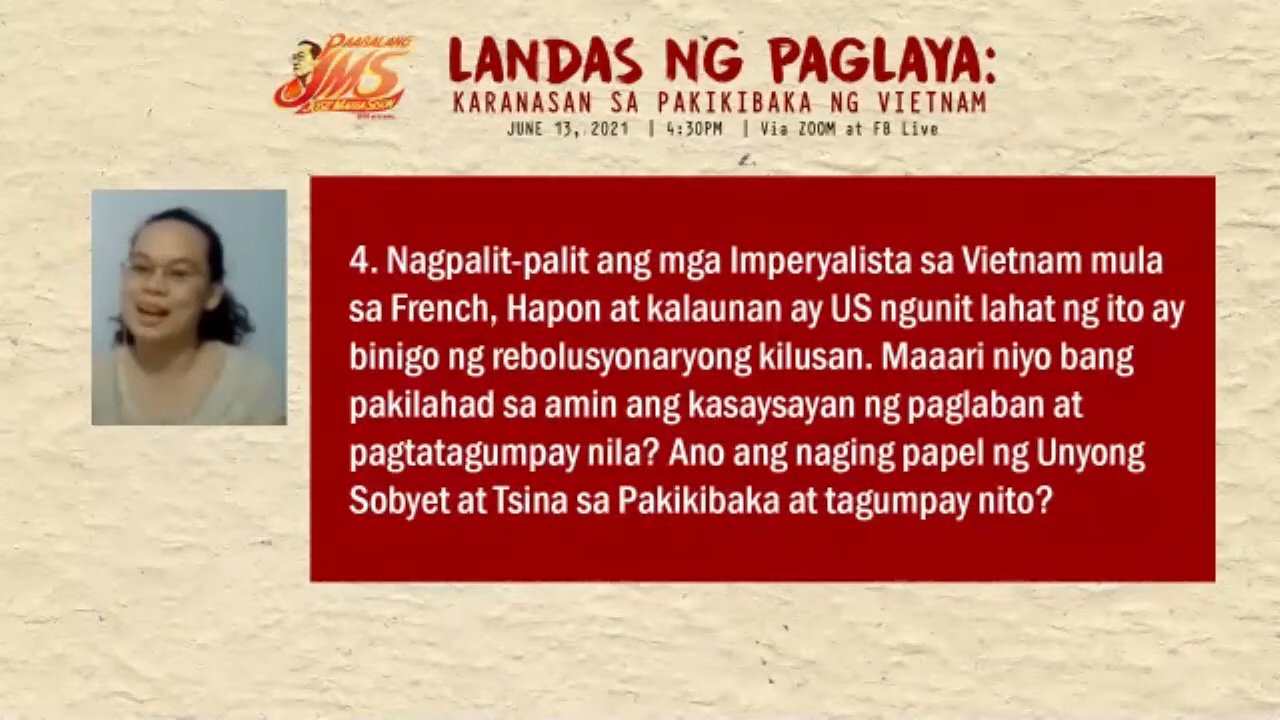 PAARALANG
JMS
JOSE MARIA SISON
LANDAS NG PAGLAYA:
KARANASAN SA PAKIKIBAKA NG VIETNAM
JUNE 13, 2021 | 4:30PM | Via ZOOM at FB Live
4. Nagpalit-palit ang mga Imperyalista sa Vietnam mula
sa French, Hapon at kalaunan ay US ngunit lahat ng ito ay
binigo ng rebolusyonaryong kilusan. Maaari niyo bang
pakilahad sa amin ang kasaysayan ng paglaban at
pagtatagumpay nila? Ano ang naging papel ng Unyong
Sobyet at Tsina sa Pakikibaka at tagumpay nito?